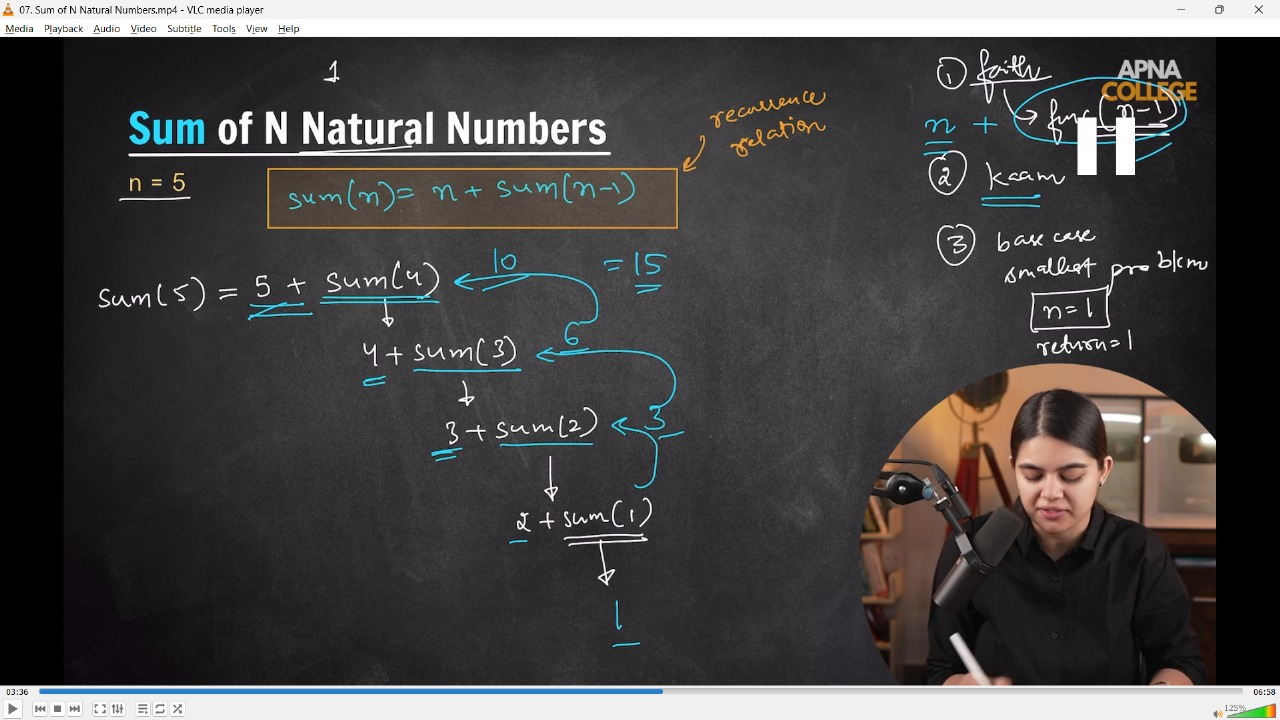 07. Sum of N Natural Numbers.mp4 - VLC media player
Media Playback Audio Video Subtitle Tools View Help
1
Sum of N Natural Numbers
n = 5
sum(n) = n + sum(n-1)
recurrence
relation
sum(5) = 5 + sum(4)
10
= 15
4 + sum(3)
6
3 + sum(2)
3
2 + sum(1)
1
① faith
APNA
COLLEGE
n + func(n-1)
② kaam
③ base case
smallest problem
n = 1
return = 1
03:36
06:58
125%